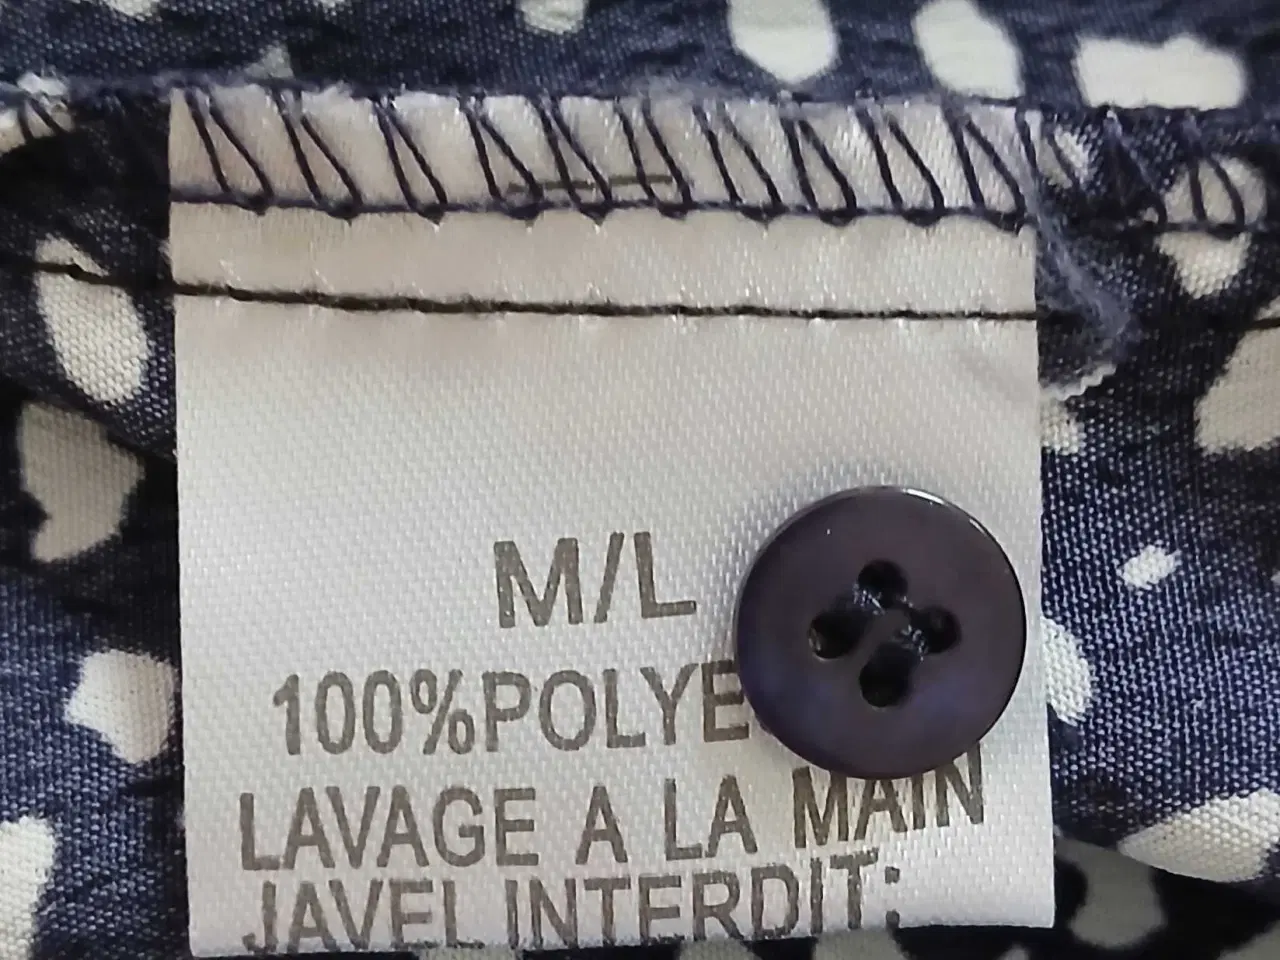 M/L
100%POLYE
LAVAGE A LA MAIN
JAVEL INTERDIT: